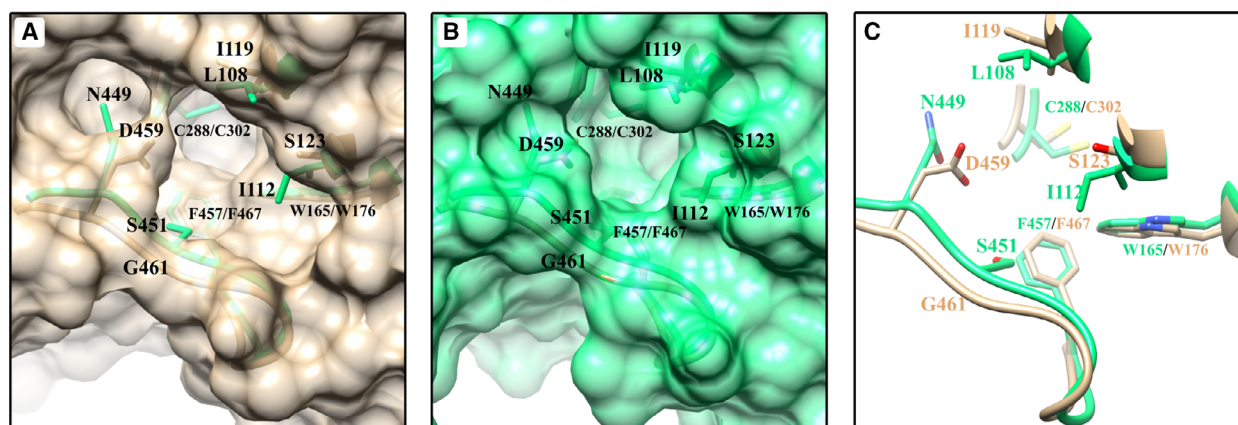 A
I119
L108
N449
D459
C288/C302
S123
I112
W165/W176
S451
F457/F467
G461
B
I119
L108
N449
C288/C302
D459
S123
I112
W165/W176
S451
F457/F467
G461
C
I119
L108
N449
C288/C302
D459
S123
I112
F457/F467
S451
W165/W176
G461